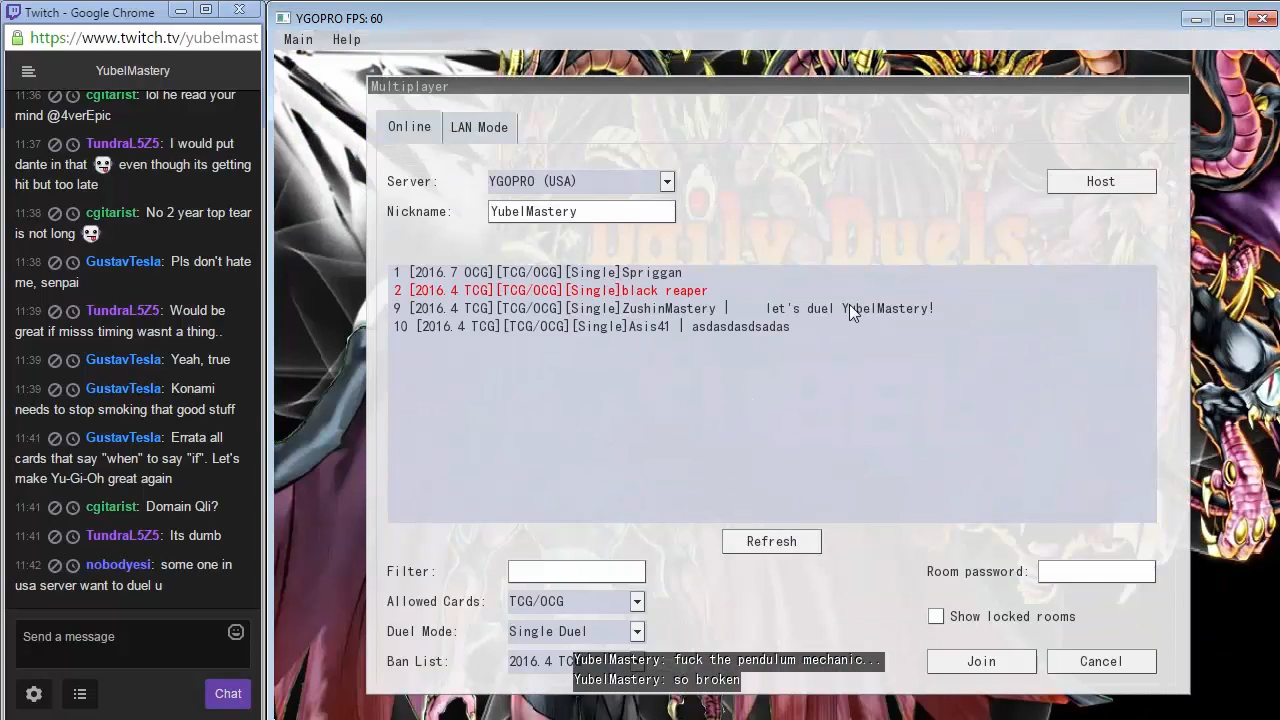 Twitch - Google Chrome
https://www.twitch.tv/yubelmast
YubelMastery
11:36 cgitarist: lol he read your
mind @4verEpic
11:37 TundraL5Z5: I would put
dante in that even though its getting
hit but too late
11:38 cgitarist: No 2 year top tear
is not long
11:38 GustavTesla: Pls don't hate
me, senpai
11:39 TundraL5Z5: Would be
great if misss timing wasnt a thing..
11:39 GustavTesla: Yeah, true
11:39 GustavTesla: Konami
needs to stop smoking that good stuff
11:41 GustavTesla: Errata all
cards that say "when" to say "if". Let's
make Yu-Gi-Oh great again
11:41 cgitarist: Domain Qli?
11:41 TundraL5Z5: Its dumb
11:42 nobodyesi: some one in
usa server want to duel u
Send a message
Chat
YGOPRO FPS: 60
Main Help
Multiplayer
Online LAN Mode
Server: YGOPRO (USA) Host
Nickname: YubelMastery
Daily Duels
1 [2016.7 OCG][TCG/OCG][Single]Spriggan
2 [2016.4 TCG][TCG/OCG][Single]black reaper
9 [2016.4 TCG][TCG/OCG][Single]ZushinMastery | let's duel YubelMastery!
10 [2016.4 TCG][TCG/OCG][Single]Asis41 | asdasdasdsadas
Refresh
Filter: Room password:
Allowed Cards: TCG/OCG Show locked rooms
Duel Mode: Single Duel
Ban List: 2016.4 TC Join Cancel
YubelMastery: fuck the pendulum mechanic...
YubelMastery: so broken